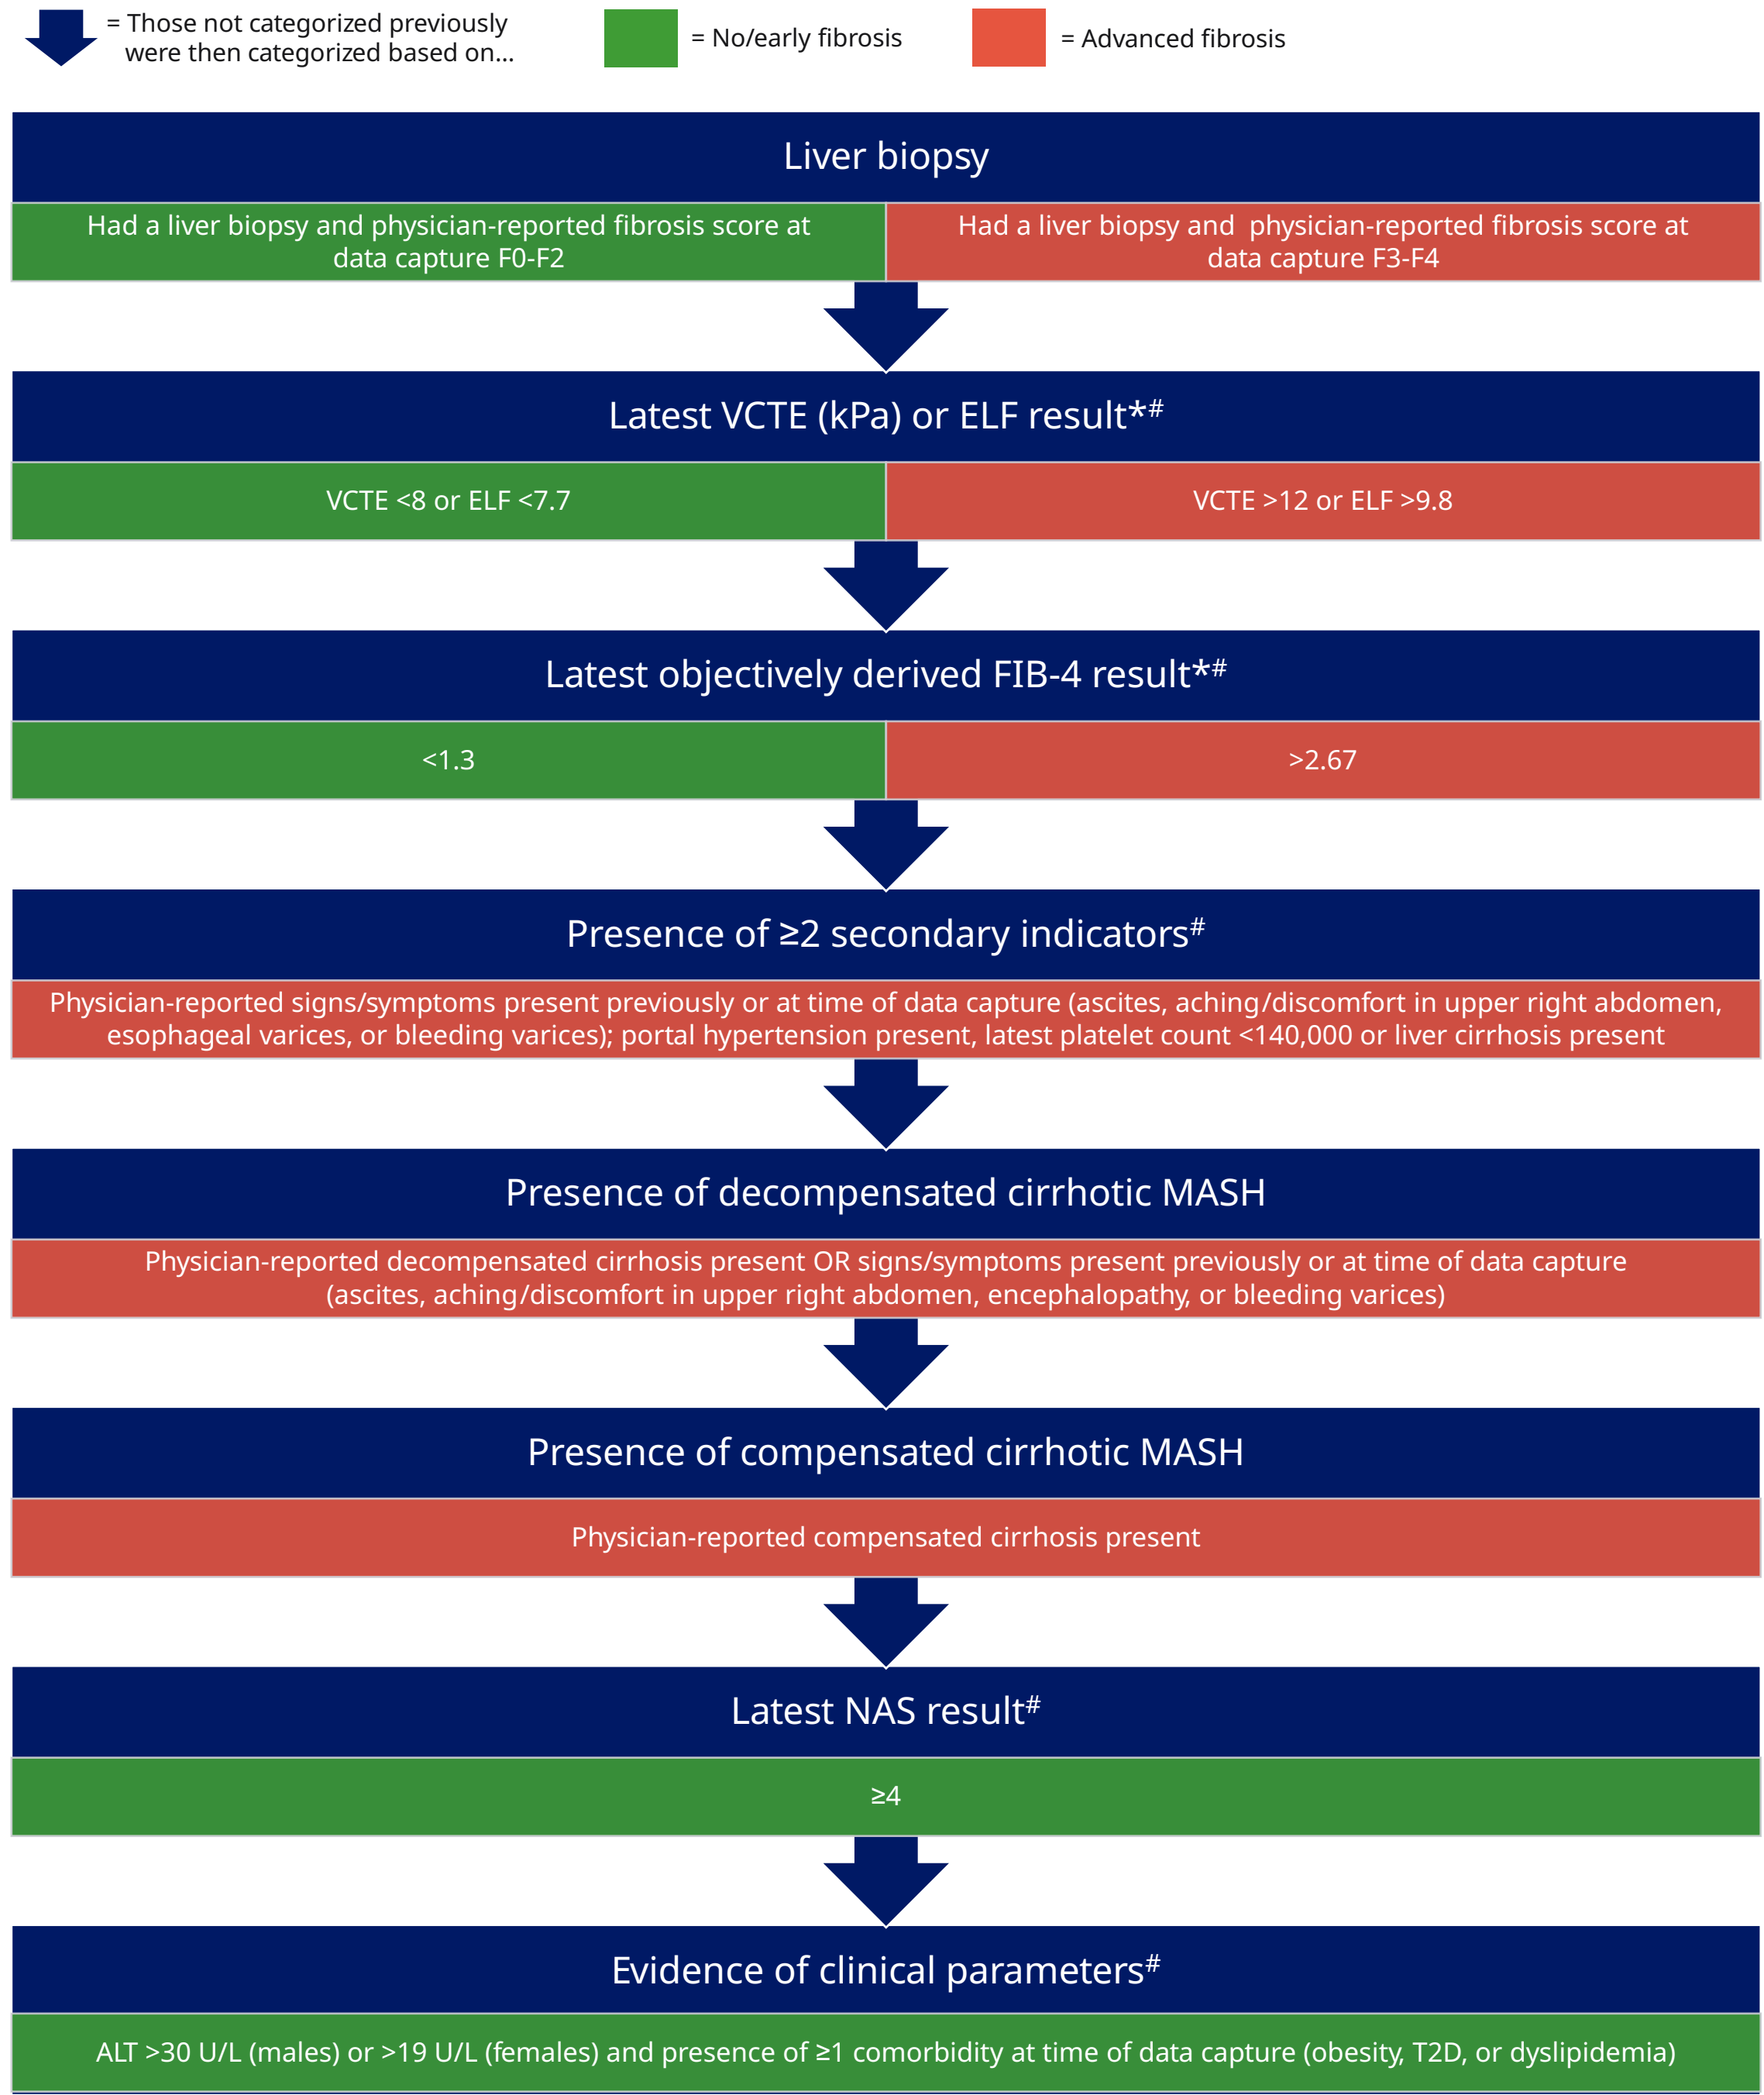 = Those not categorized previously
were then categorized based on...
= No/early fibrosis
= Advanced fibrosis
Liver biopsy
Had a liver biopsy and physician-reported fibrosis score at
data capture F0-F2
Had a liver biopsy and  physician-reported fibrosis score at
data capture F3-F4
Latest VCTE (kPa) or ELF result*#
VCTE <8 or ELF <7.7
VCTE >12 or ELF >9.8
Latest objectively derived FIB-4 result*#
<1.3
>2.67
Presence of ≥2 secondary indicators#
Physician-reported signs/symptoms present previously or at time of data capture (ascites, aching/discomfort in upper right abdomen,
esophageal varices, or bleeding varices); portal hypertension present, latest platelet count <140,000 or liver cirrhosis present
Presence of decompensated cirrhotic MASH
Physician-reported decompensated cirrhosis present OR signs/symptoms present previously or at time of data capture
(ascites, aching/discomfort in upper right abdomen, encephalopathy, or bleeding varices)
Presence of compensated cirrhotic MASH
Physician-reported compensated cirrhosis present
Latest NAS result#
≥4
Evidence of clinical parameters#
ALT >30 U/L (males) or >19 U/L (females) and presence of ≥1 comorbidity at time of data capture (obesity, T2D, or dyslipidemia)